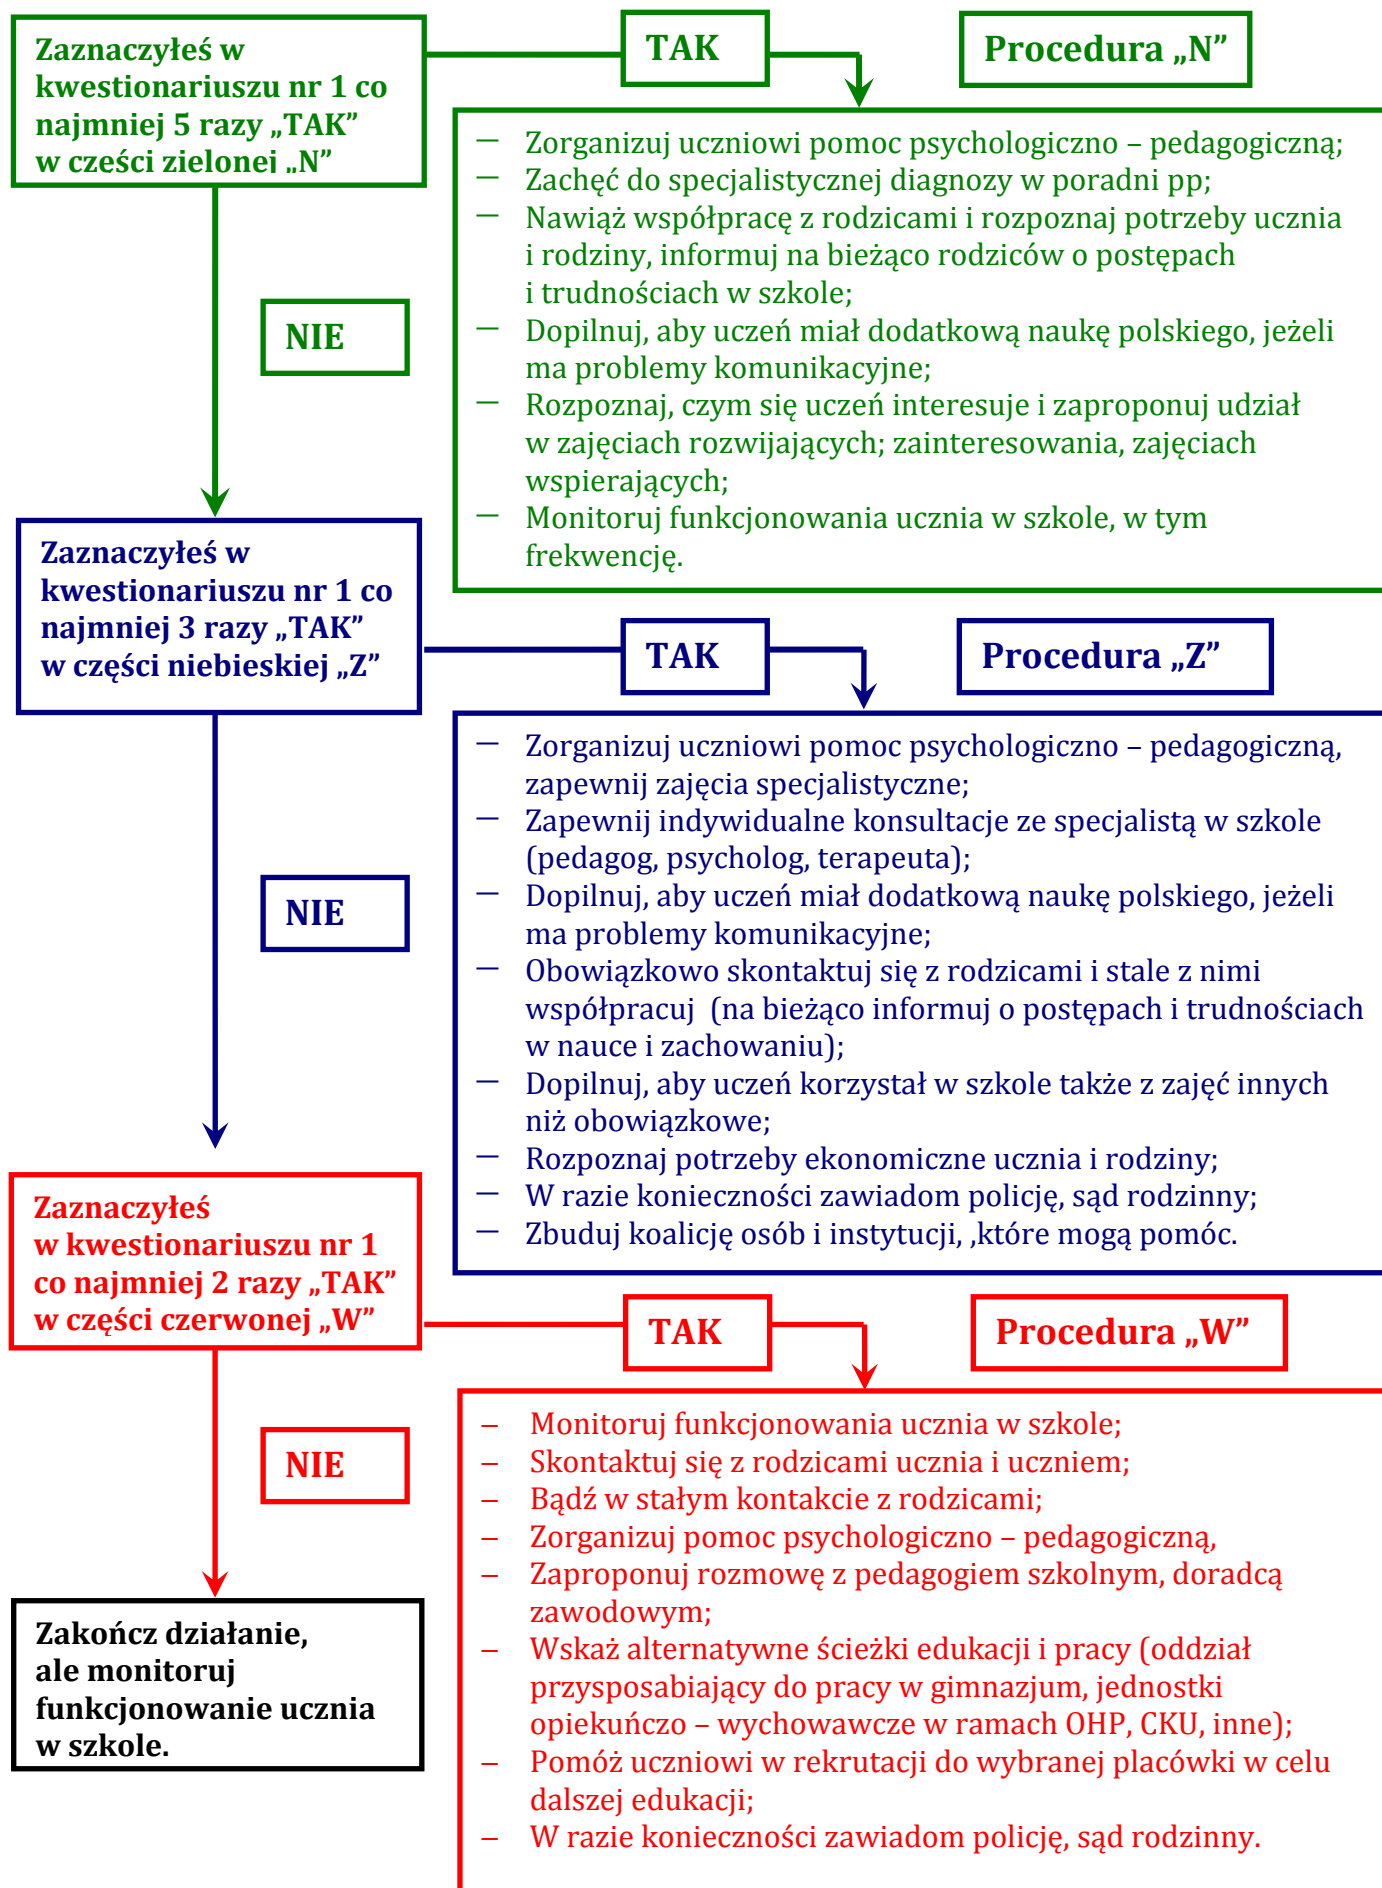 Zaznaczyłeś w
kwestionariuszu nr 1 co
najmniej 5 razy „TAK”
w cześci zielonej „N”
TAK
Procedura „N”
— Zorganizuj uczniowi pomoc psychologiczno – pedagogiczną;
— Zachęć do specjalistycznej diagnozy w poradni pp;
— Nawiąż współpracę z rodzicami i rozpoznaj potrzeby ucznia
i rodziny, informuj na bieżąco rodziców o postępach
i trudnościach w szkole;
— Dopilnuj, aby uczeń miał dodatkową naukę polskiego, jeżeli
ma problemy komunikacyjne;
— Rozpoznaj, czym się uczeń interesuje i zaproponuj udział
w zajęciach rozwijających; zainteresowania, zajęciach
wspierających;
— Monitoruj funkcjonowania ucznia w szkole, w tym
frekwencję.
NIE
Zaznaczyłeś w
kwestionariuszu nr 1 co
najmniej 3 razy „TAK”
w części niebieskiej „Z”
TAK
Procedura „Z”
— Zorganizuj uczniowi pomoc psychologiczno – pedagogiczną,
zapewnij zajęcia specjalistyczne;
— Zapewnij indywidualne konsultacje ze specjalistą w szkole
(pedagog, psycholog, terapeuta);
— Dopilnuj, aby uczeń miał dodatkową naukę polskiego, jeżeli
ma problemy komunikacyjne;
— Obowiązkowo skontaktuj się z rodzicami i stale z nimi
współpracuj (na bieżąco informuj o postępach i trudnościach
w nauce i zachowaniu);
— Dopilnuj, aby uczeń korzystał w szkole także z zajęć innych
niż obowiązkowe;
— Rozpoznaj potrzeby ekonomiczne ucznia i rodziny;
— W razie konieczności zawiadom policję, sąd rodzinny;
— Zbuduj koalicję osób i instytucji, ,które mogą pomóc.
NIE
Zaznaczyłeś
w kwestionariuszu nr 1
co najmniej 2 razy „TAK”
w części czerwonej „W”
TAK
Procedura „W”
– Monitoruj funkcjonowania ucznia w szkole;
– Skontaktuj się z rodzicami ucznia i uczniem;
– Bądź w stałym kontakcie z rodzicami;
– Zorganizuj pomoc psychologiczno – pedagogiczną,
– Zaproponuj rozmowę z pedagogiem szkolnym, doradcą
zawodowym;
– Wskaż alternatywne ścieżki edukacji i pracy (oddział
przysposabiający do pracy w gimnazjum, jednostki
opiekuńczo – wychowawcze w ramach OHP, CKU, inne);
– Pomóż uczniowi w rekrutacji do wybranej placówki w celu
dalszej edukacji;
– W razie konieczności zawiadom policję, sąd rodzinny.
NIE
Zakończ działanie,
ale monitoruj
funkcjonowanie ucznia
w szkole.